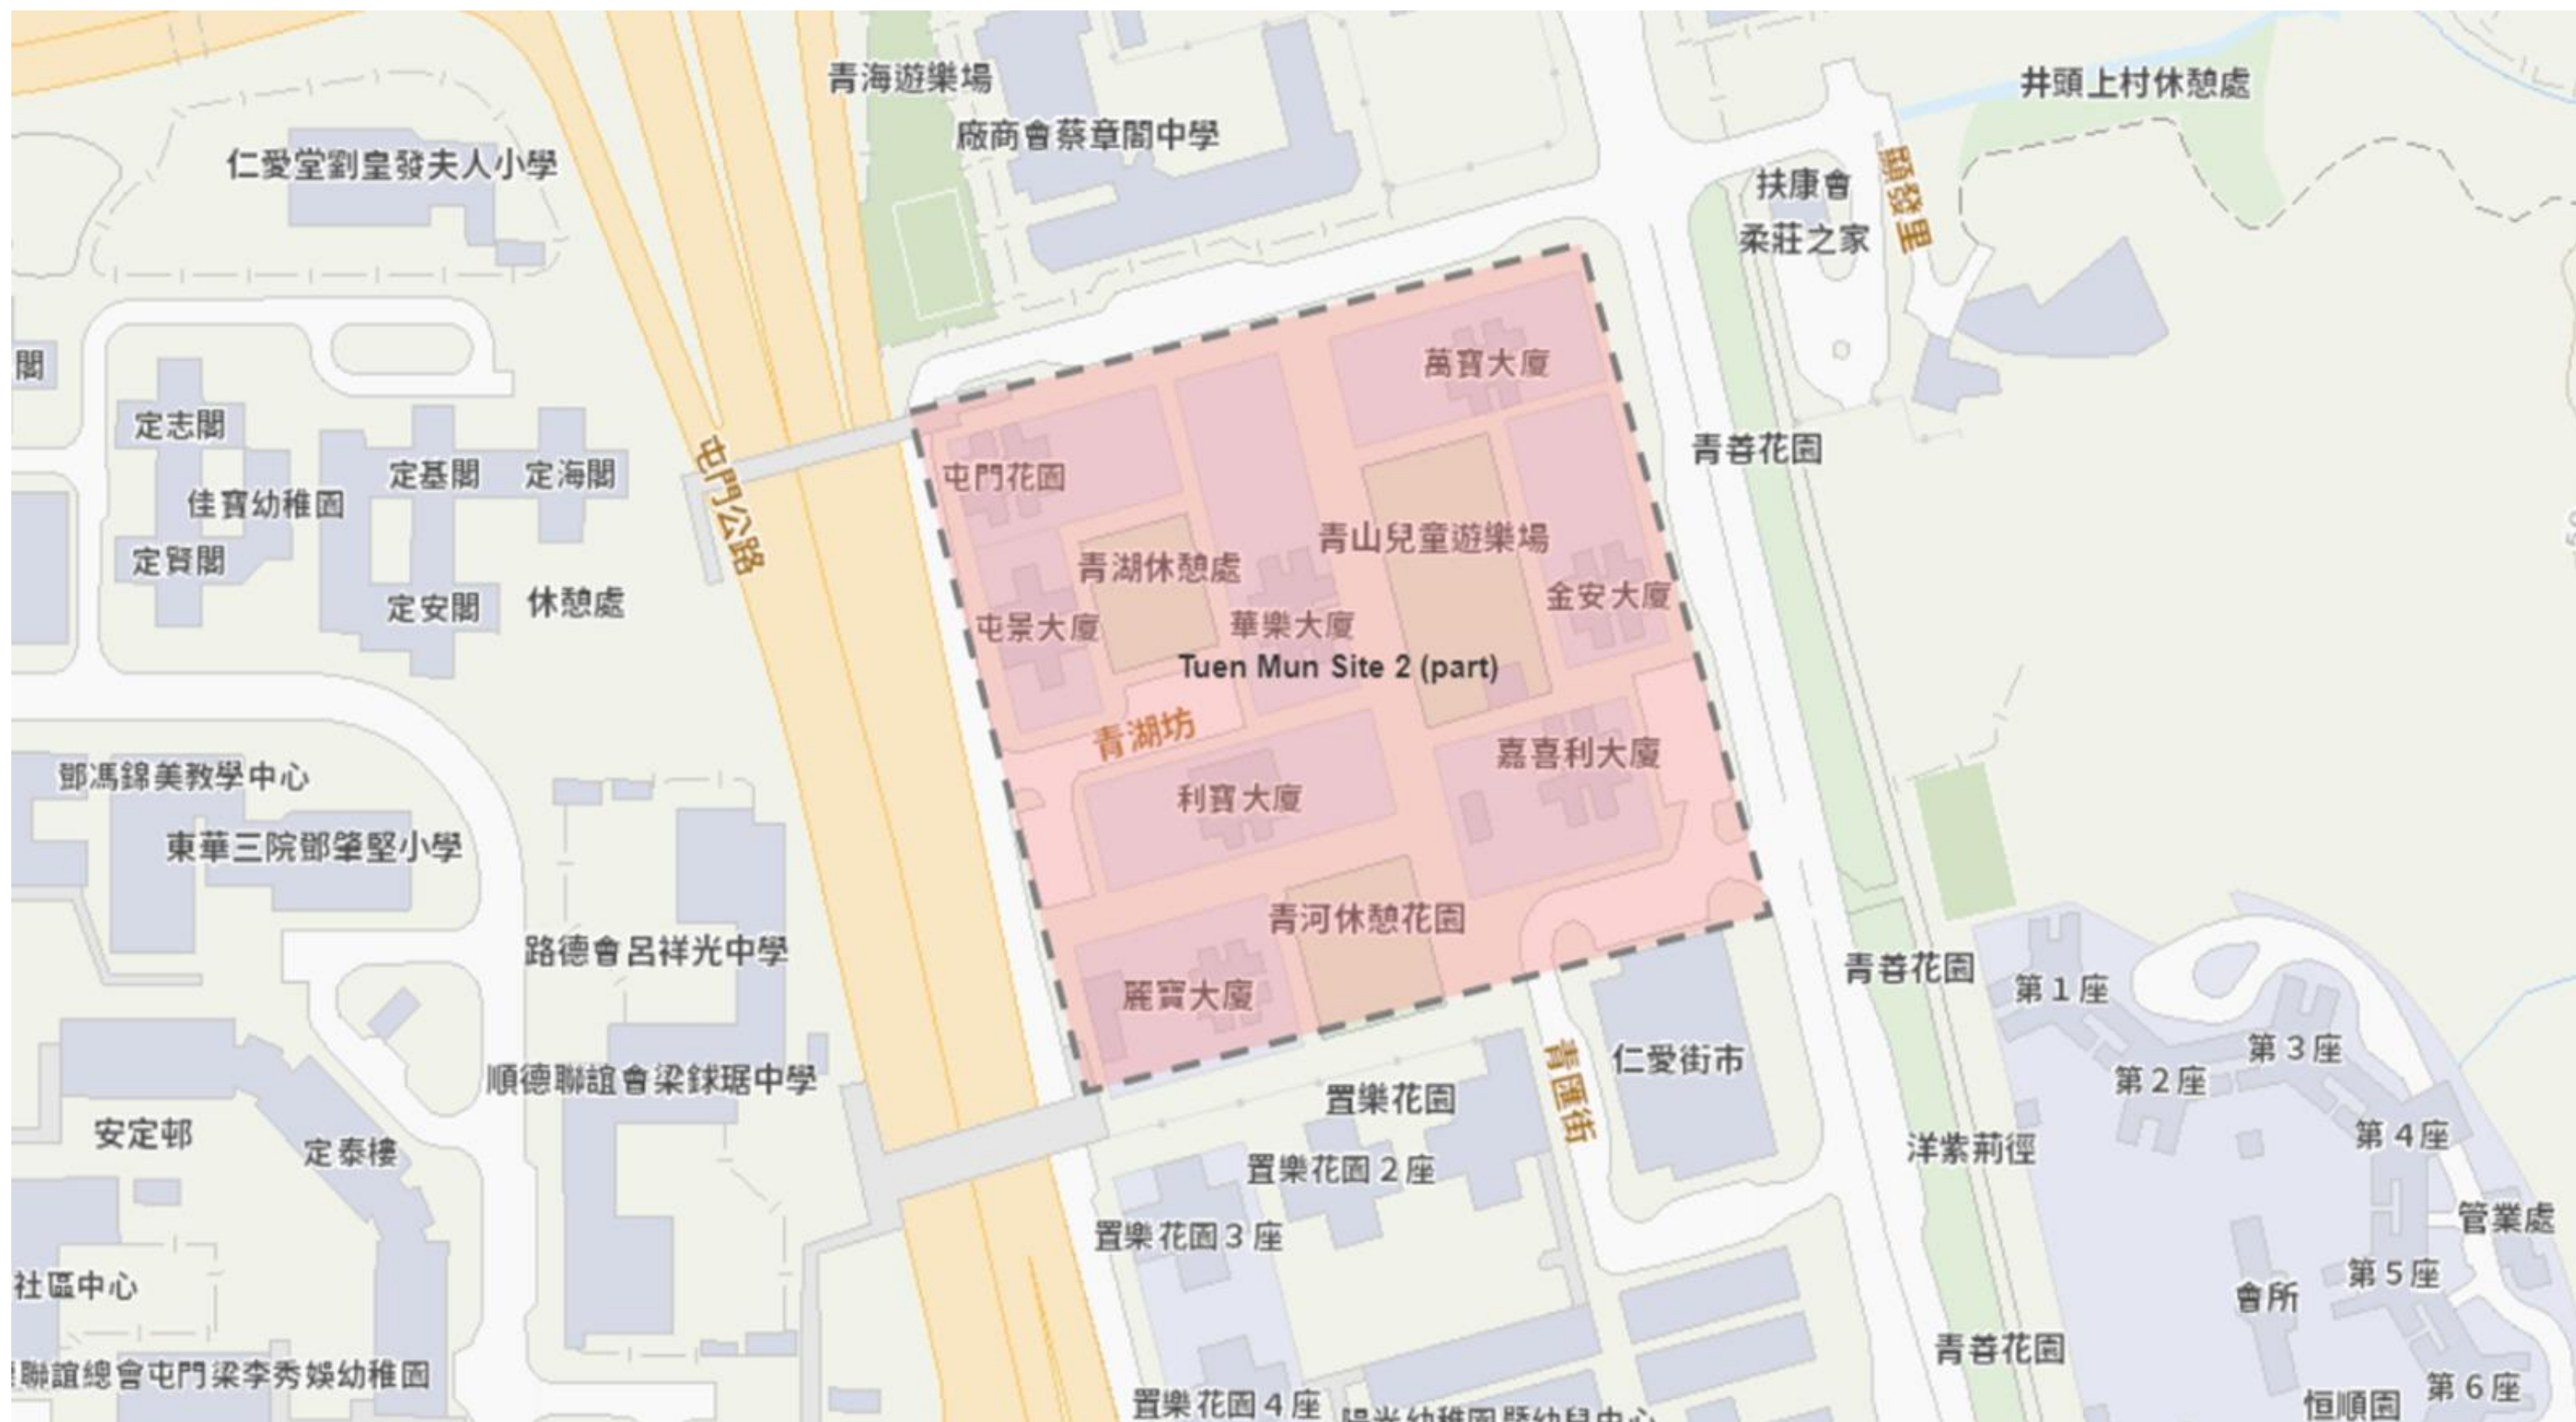 青海遊樂場
井頭上村休憩處
廠商會蔡章閣中學
仁愛堂劉皇發夫人小學
扶康會
柔莊之家
順發里
閣
萬寶大廈
定志閣
青善花園
定基閣
定海閣
屯門花園
佳寶幼稚園
屯門公路
青山兒童遊樂場
定賢閣
青湖休憩處
金安大廈
定安閣
休憩處
屯景大廈
華樂大廈
Tuen Mun Site 2 (part)
青湖坊
嘉喜利大廈
鄧馮錦美教學中心
利寶大廈
東華三院鄧肇堅小學
青河休憩花園
路德會呂祥光中學
青善花園
麗寶大廈
第1座
第3座
仁愛街市
順德聯誼會梁銶琚中學
第2座
置樂花園
青匯街
安定邨
定泰樓
第4座
洋紫荊徑
置樂花園2座
管業處
置樂花園3座
社區中心
第5座
會所
青善花園
聯誼總會屯門梁李秀娛幼稚園
第6座
置樂花園4座
恒順園
陽光幼稚園暨幼兒中心